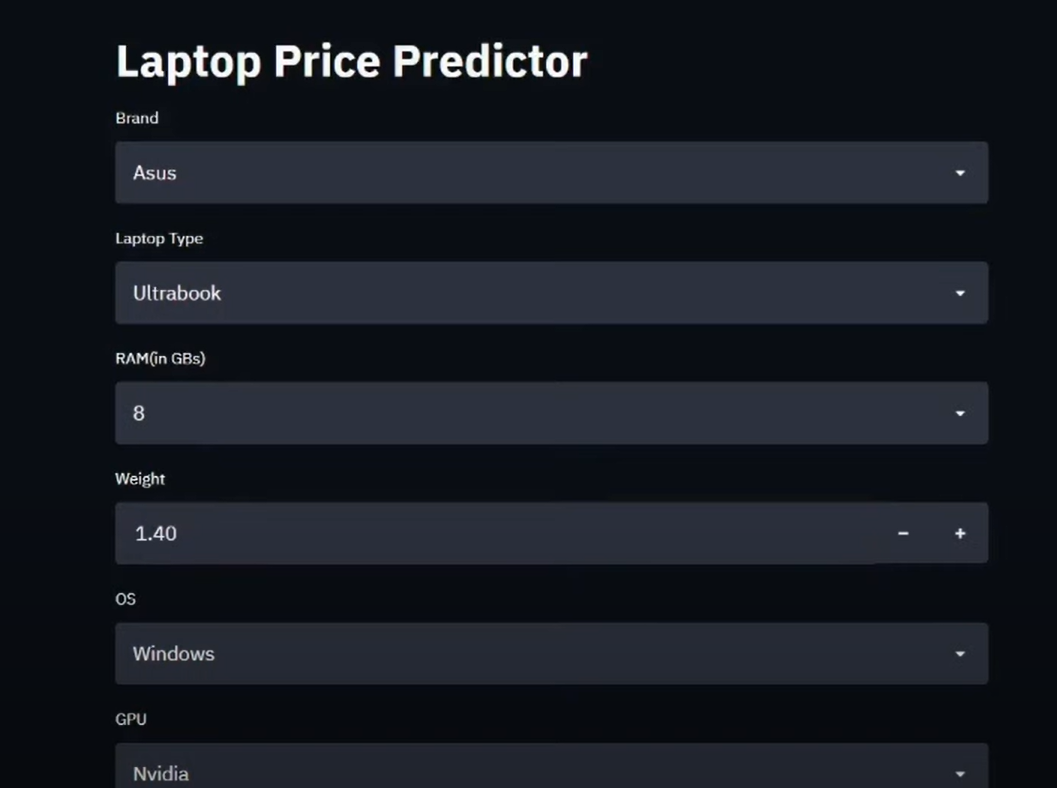 Laptop Price Predictor
Brand
Asus
Laptop Type
Ultrabook
RAM(in GBs)
8
Weight
1.40
OS
Windows
GPU
Nvidia